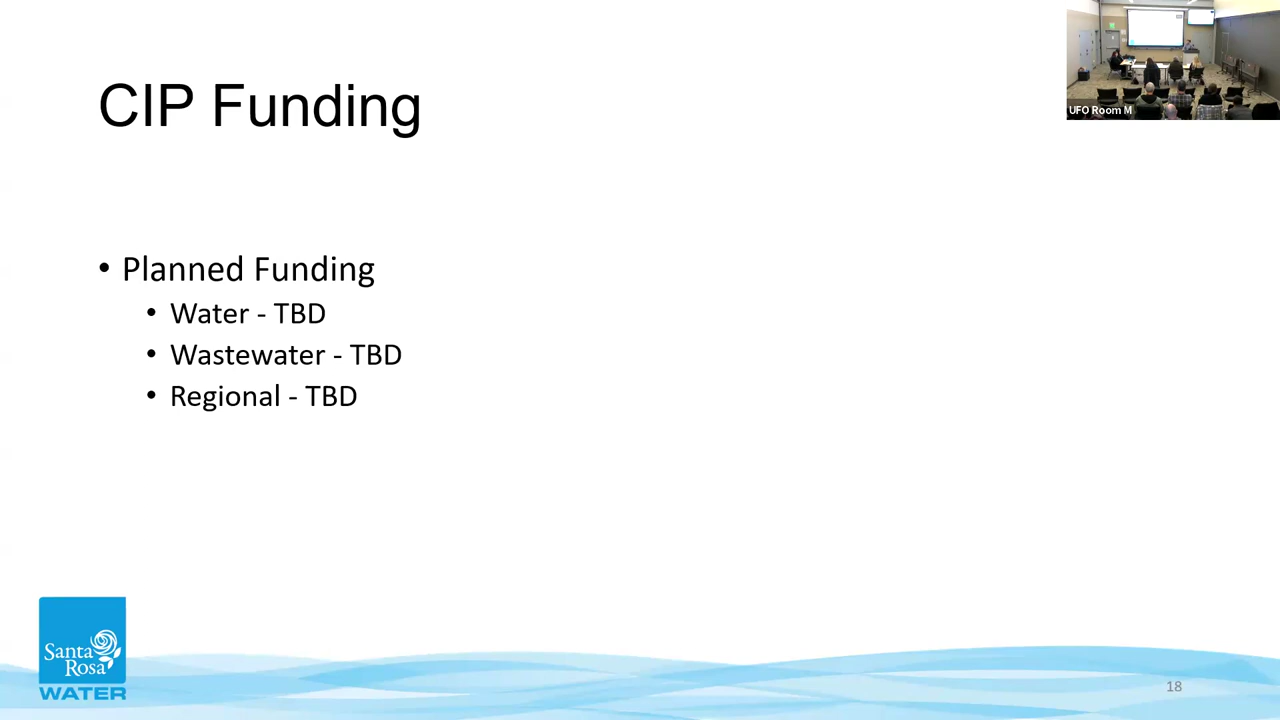 CIP Funding
UFO Room M
• Planned Funding
• Water - TBD
• Wastewater - TBD
• Regional - TBD
Santa
Rosa
WATER
18